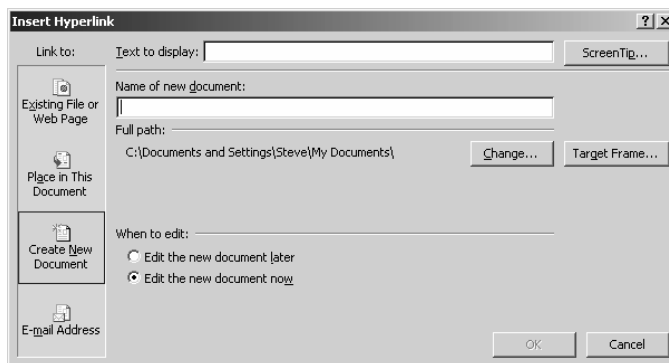 Insert Hyperlink
Link to:
Text to display:
ScreenTip...
Existing File or
Web Page
Name of new document:
Full path:
C:\Documents and Settings\Steve\My Documents\
Change...
Target Frame...
Place in This
Document
Create New
Document
When to edit:
Edit the new document later
Edit the new document now
E-mail Address
OK
Cancel